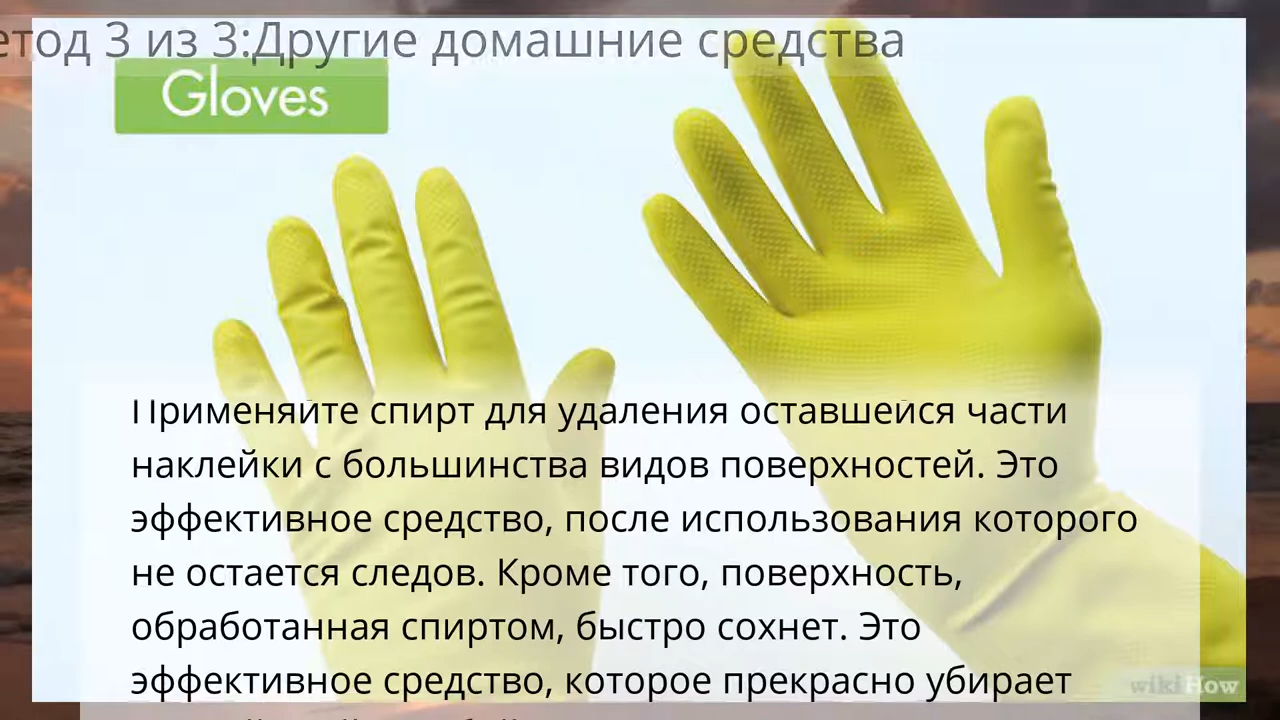 етод 3 из 3:Другие домашние средства
Gloves
Применяйте спирт для удаления оставшейся части
наклейки с большинства видов поверхностей. Это
эффективное средство, после использования которого
не остается следов. Кроме того, поверхность,
обработанная спиртом, быстро сохнет. Это
эффективное средство, которое прекрасно убирает
wikiHow